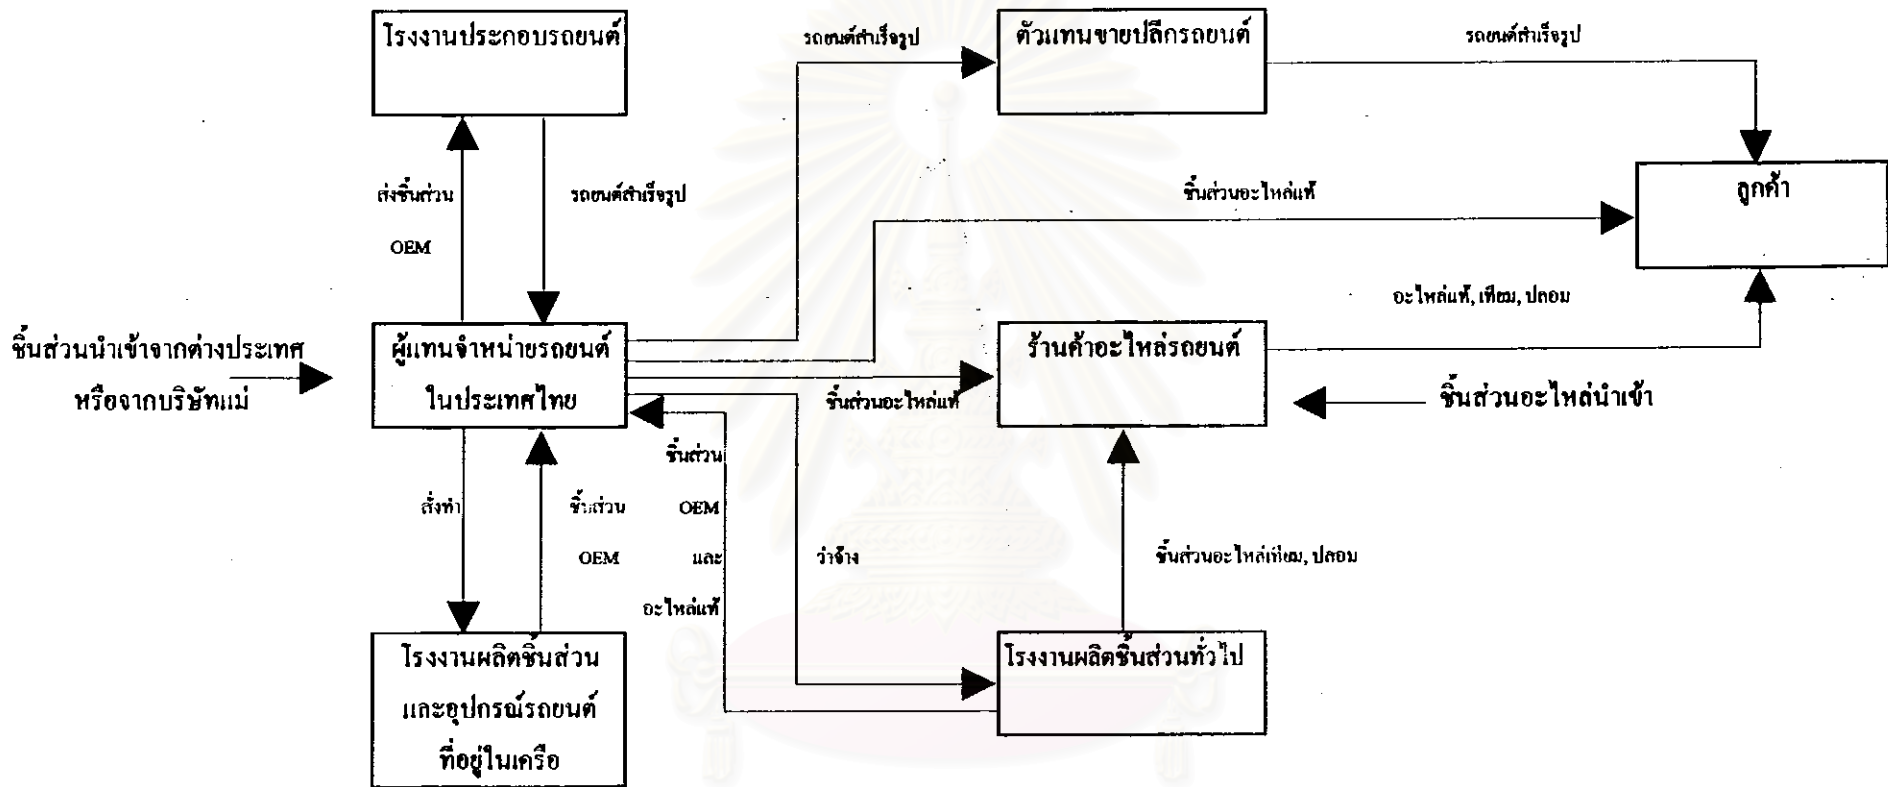 โรงงานประกอบรถยนต์
รถยนต์สำเร็จรูป
ตัวแทนขายปลีกรถยนต์
รถยนต์สำเร็จรูป
ส่งชิ้นส่วน
OEM
รถยนต์สำเร็จรูป
ชิ้นส่วนอะไหล่แท้
ลูกค้า
อะไหล่แท้, เทียม, ปลอม
ชิ้นส่วนนำเข้าจากต่างประเทศ
หรือจากบริษัทแม่
ผู้แทนจำหน่ายรถยนต์
ในประเทศไทย
ชิ้นส่วนอะไหล่แท้
ร้านค้าอะไหล่รถยนต์
ชิ้นส่วนอะไหล่นำเข้า
สั่งทำ
ชิ้นส่วน
OEM
ชิ้นส่วน
OEM
และ
อะไหล่แท้
ว่าจ้าง
ชิ้นส่วนอะไหล่เทียม, ปลอม
โรงงานผลิตชิ้นส่วน
และอุปกรณ์รถยนต์
ที่อยู่ในเครือ
โรงงานผลิตชิ้นส่วนทั่วไป